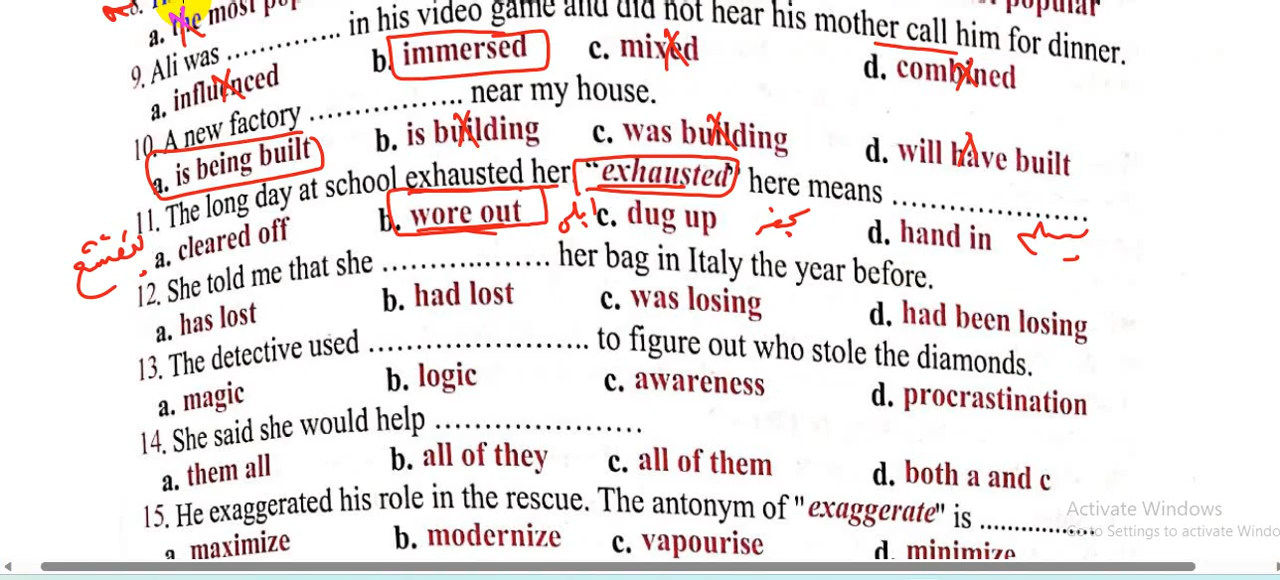 a. the most
popular
9. Ali was .............. in his video game and did not hear his mother call him for dinner.
a. influenced b. immersed c. mixed d. combined
10. A new factory .................... near my house.
a. is being built b. is building c. was building d. will have built
11. The long day at school exhausted her "exhausted" here means ......................
a. cleared off b. wore out c. dug up d. hand in
12. She told me that she ...................... her bag in Italy the year before.
a. has lost b. had lost c. was losing d. had been losing
13. The detective used ............................ to figure out who stole the diamonds.
a. magic b. logic c. awareness d. procrastination
14. She said she would help ........................
a. them all b. all of they c. all of them d. both a and c
15. He exaggerated his role in the rescue. The antonym of "exaggerate" is ...............
a. maximize b. modernize c. vapourise d. minimize
Activate Windows
Go to Settings to activate Windo